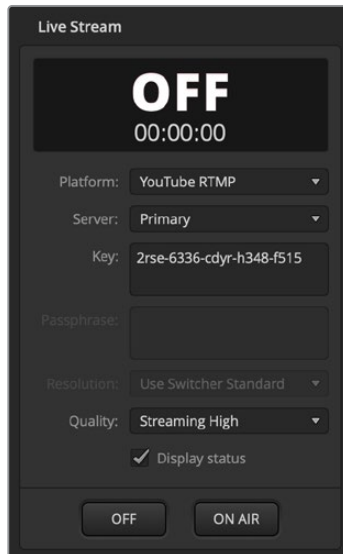 Live Stream
OFF
00:00:00
Platform: YouTube RTMP
Server: Primary
Key: 2rse-6336-cdyr-h348-f515
Passphrase:
Resolution: Use Switcher Standard
Quality: Streaming High
Display status
OFF ON AIR